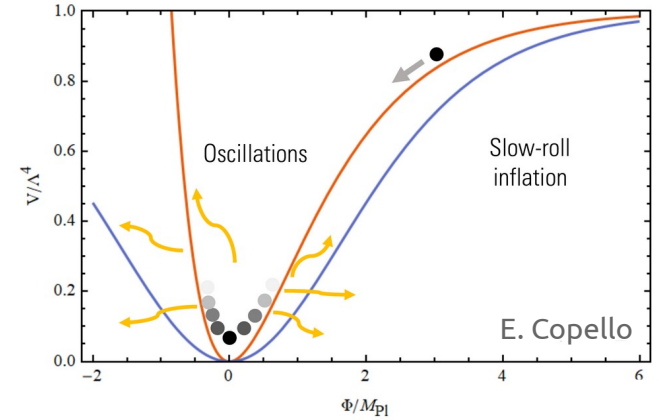 1.0
0.8
0.6
0.4
0.2
0.0
V/Λ⁴
Oscillations
Slow-roll
inflation
E. Copello
−2
0
2
4
6
Φ/M_Pl